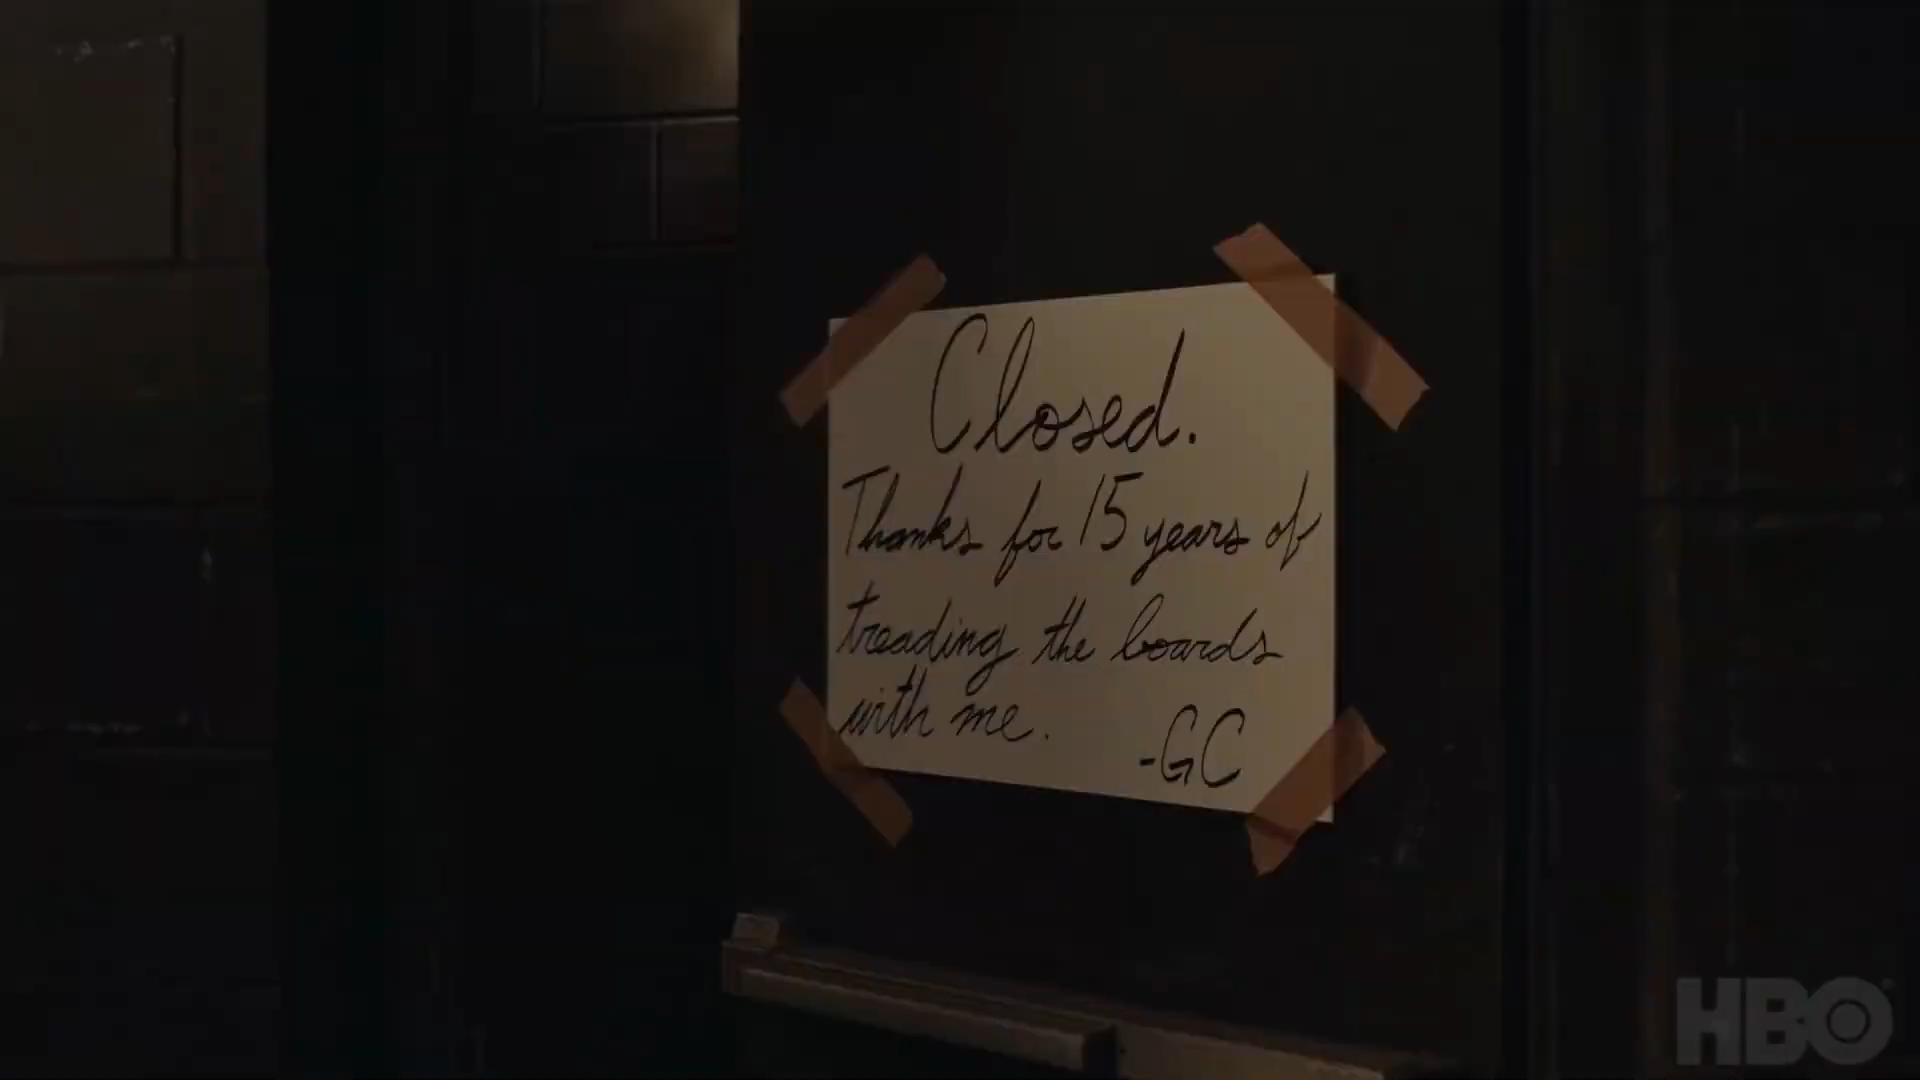 Closed.
Thanks for 15 years of
treading the boards
with me.
-GC
HBO